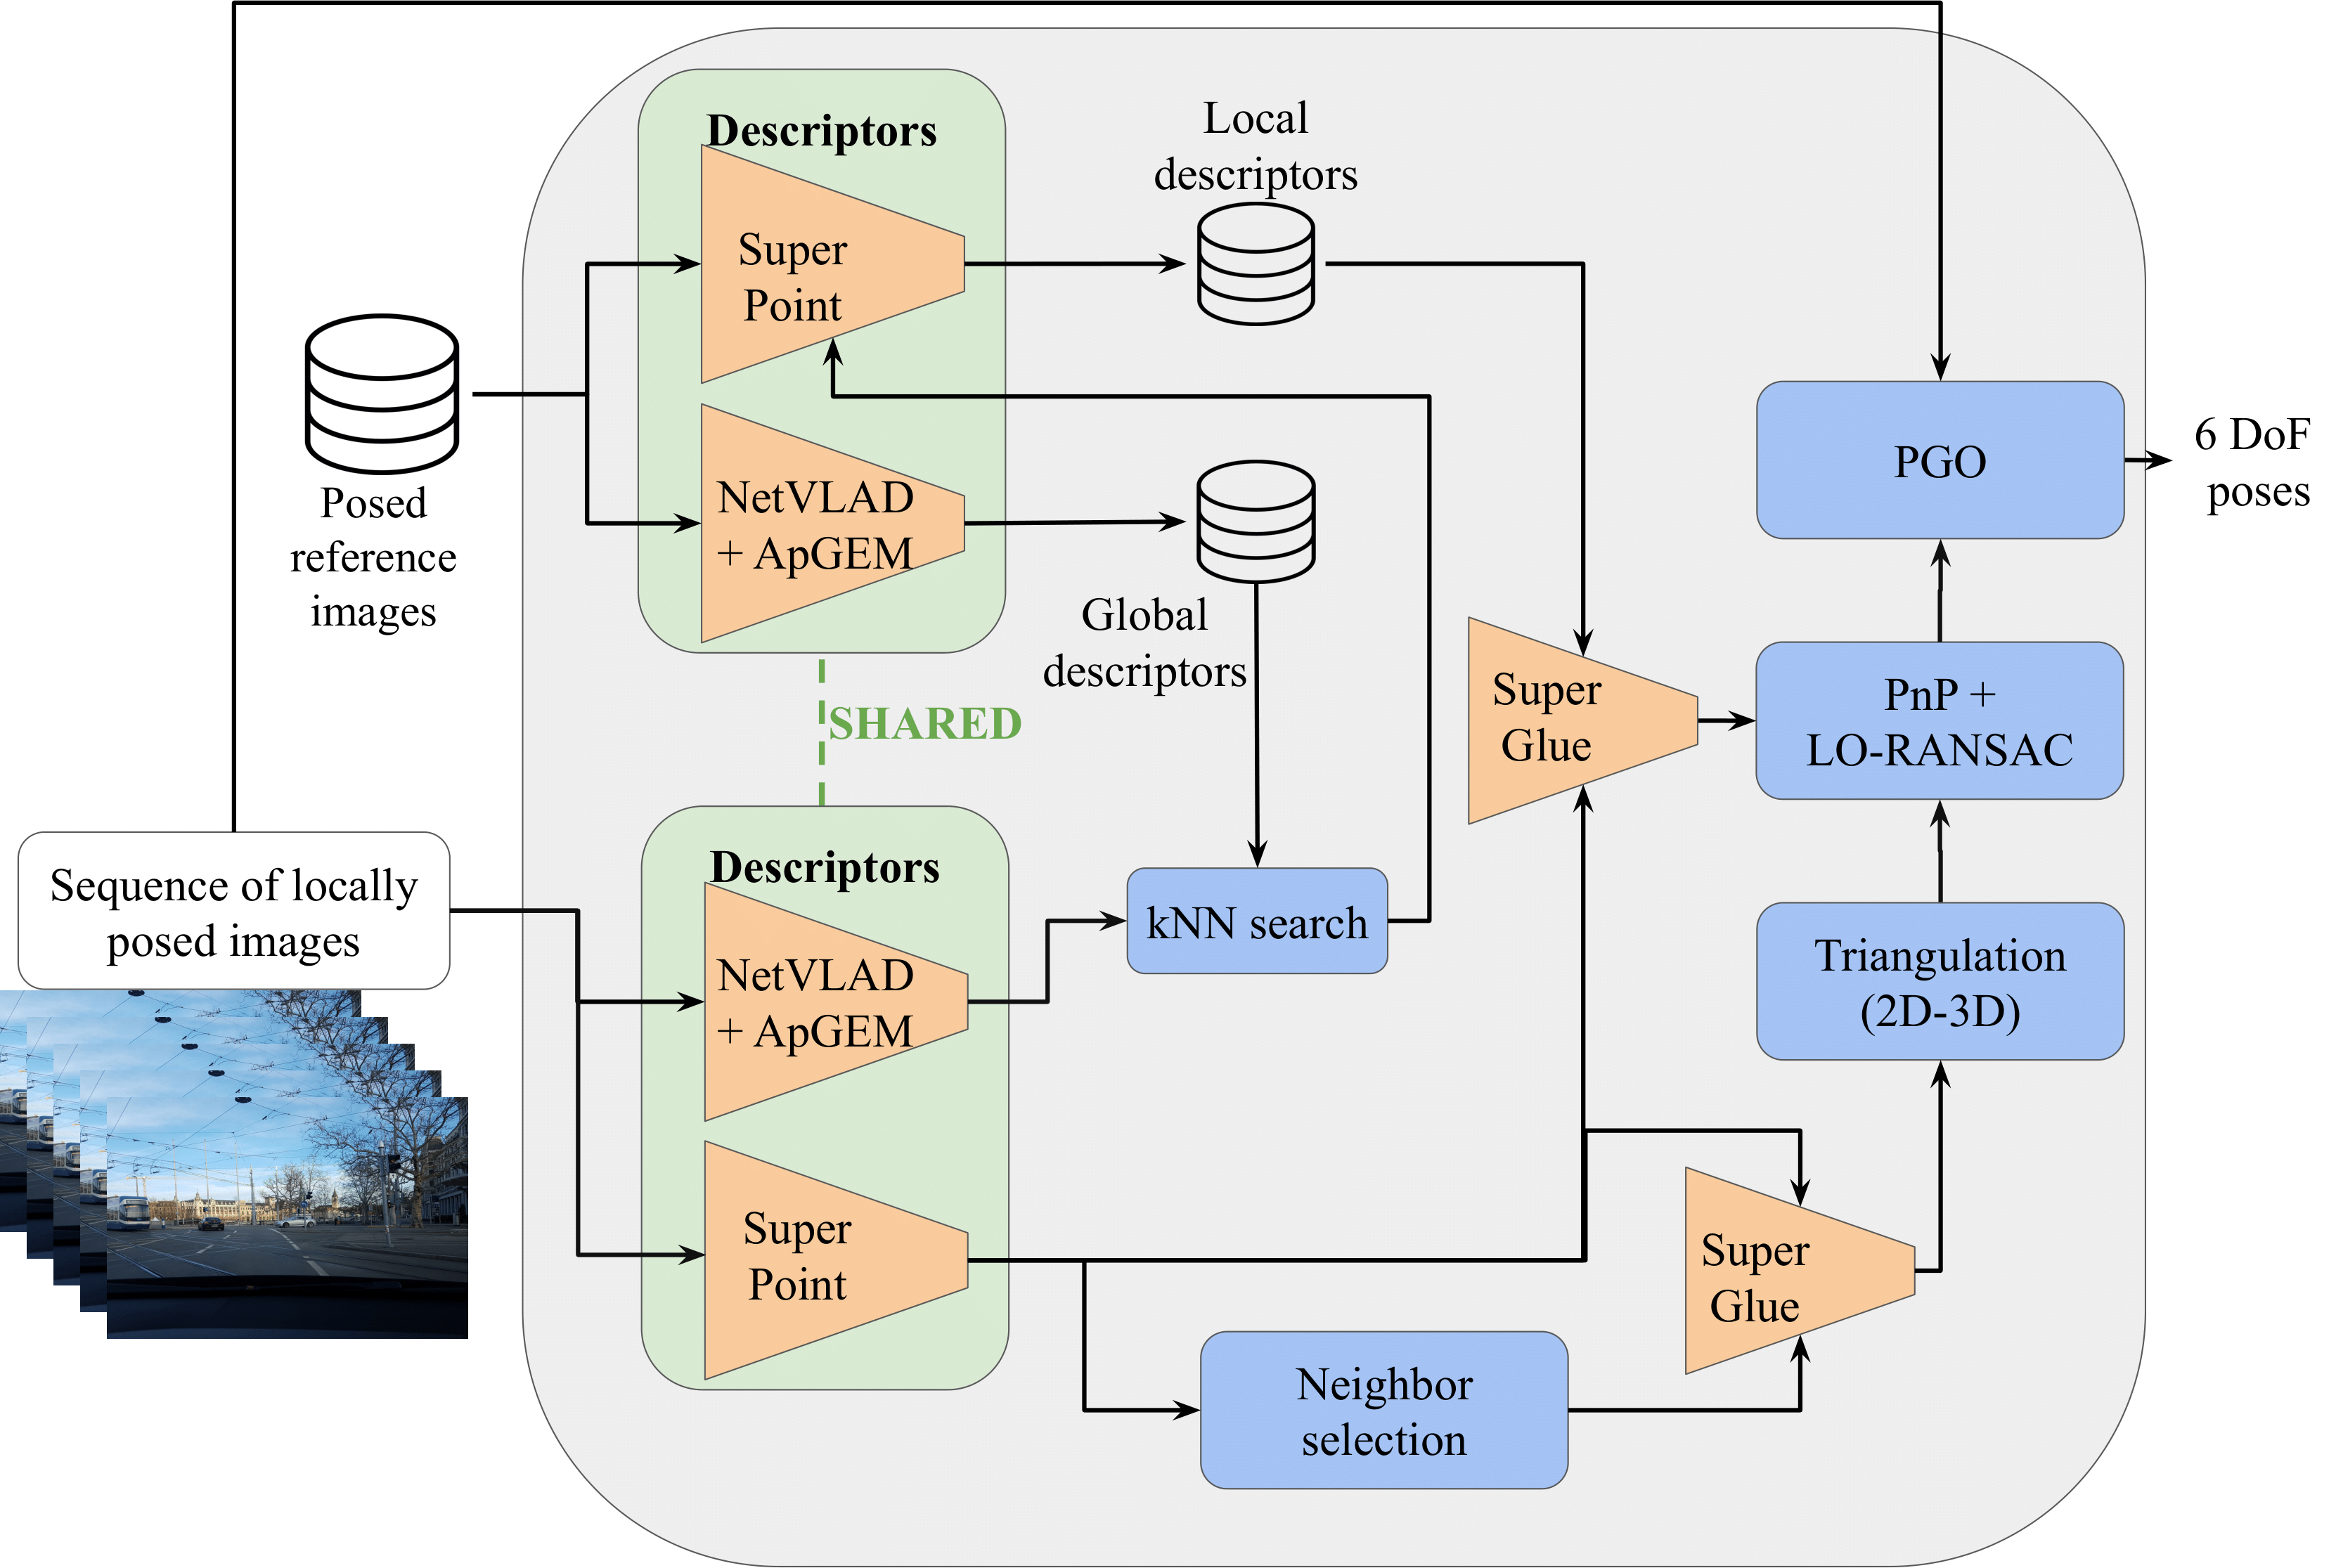 Descriptors
Super
Point
NetVLAD
+ ApGEM
Local
descriptors
Global
descriptors
Posed
reference
images
SHARED
Sequence of locally
posed images
Descriptors
NetVLAD
+ ApGEM
Super
Point
kNN search
Neighbor
selection
Super
Glue
Super
Glue
Triangulation
(2D-3D)
PnP +
LO-RANSAC
PGO
6 DoF
poses